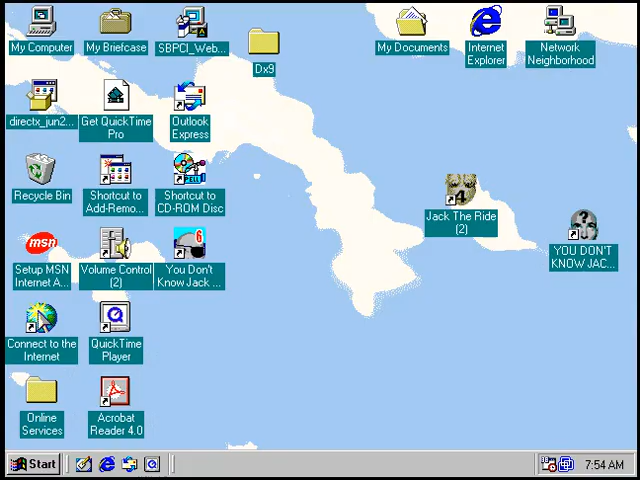 My Computer
My Briefcase
SBPCI_Web...
Dx9
My Documents
Internet
Explorer
Network
Neighborhood
directx_jun2...
Get QuickTime
Pro
Outlook
Express
Recycle Bin
Shortcut to
Add-Remo...
Shortcut to
CD-ROM Disc
4
Jack The Ride
(2)
?
YOU DON'T
KNOW JAC...
msn
Setup MSN
Internet A...
Volume Control
(2)
6
You Don't
Know Jack ...
Connect to the
Internet
QuickTime
Player
Online
Services
Acrobat
Reader 4.0
Start
7:54 AM